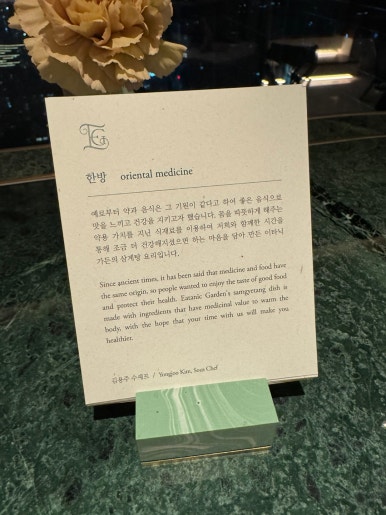 EG
한방 oriental medicine
예로부터 약과 음식은 그 기원이 같다고 하여 좋은 음식으로
맛을 느끼고 건강을 지키고자 했습니다. 몸을 따뜻하게 해주는
약용 가치를 지닌 식재료를 이용하여 저희와 함께한 시간을
통해 조금 더 건강해지셨으면 하는 마음을 담아 만든 이타닉
가든의 삼계탕 요리입니다.
Since ancient times, it has been said that medicine and food have
the same origin, so people wanted to enjoy the taste of good food
and protect their health. Eatanic Garden's samgyetang dish is
made with ingredients that have medicinal value to warm the
body, with the hope that your time with us will make you
healthier.
김용주 수셰프 / Yongjoo Kim, Sous Chef